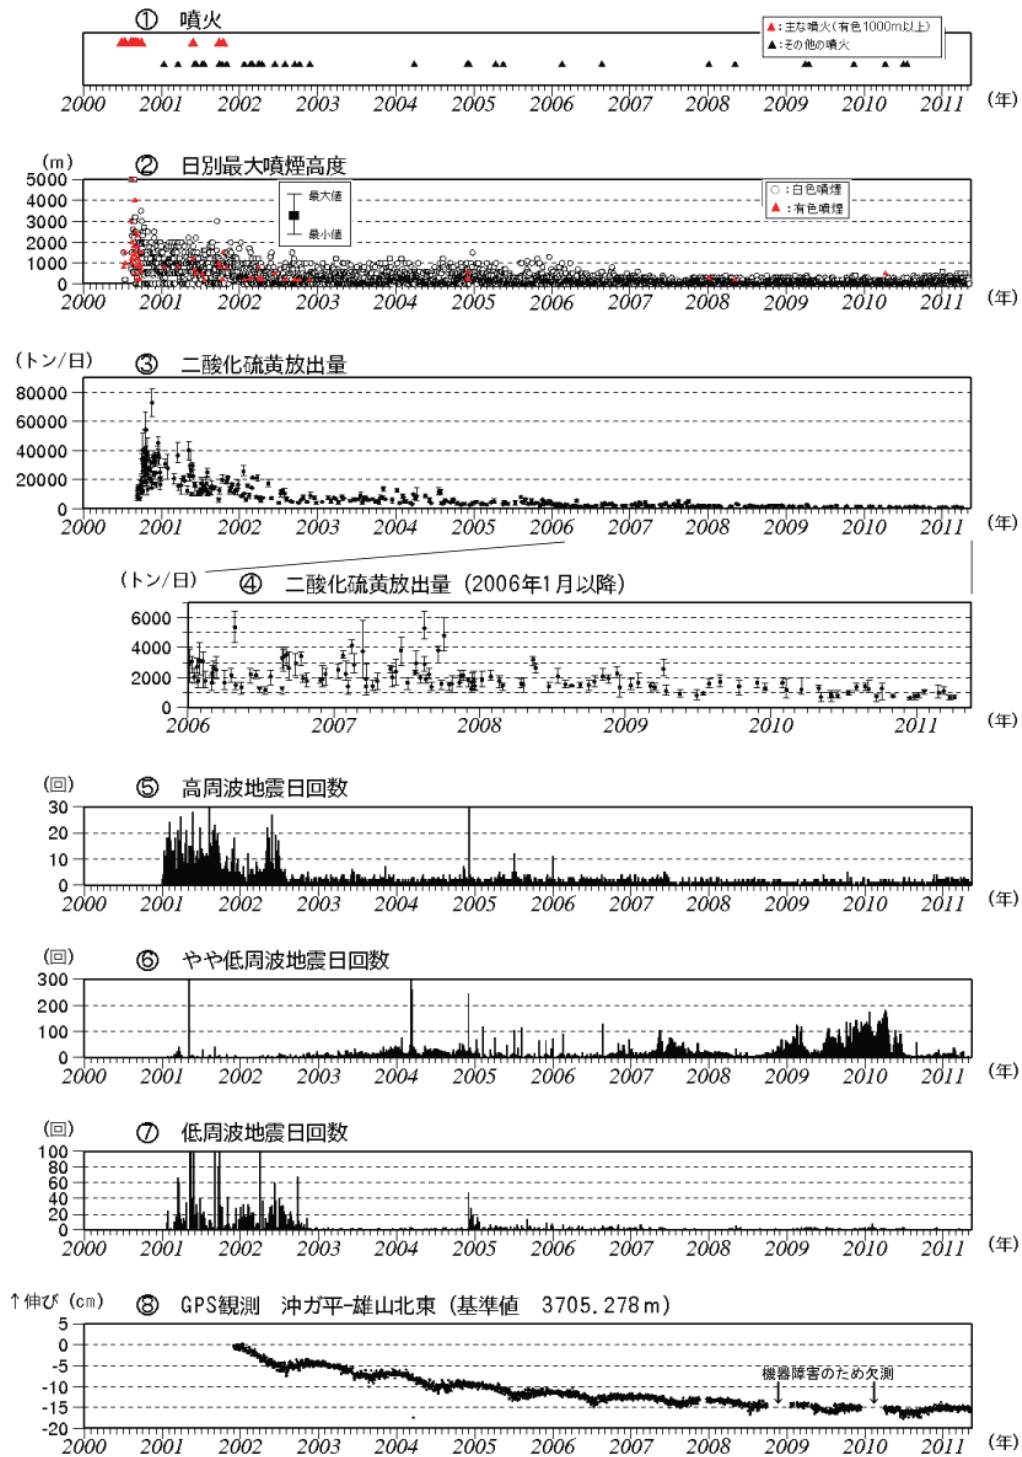 ① 噴火
▲:主な噴火(有色1000m以上)
▲:その他の噴火
2000 2001 2002 2003 2004 2005 2006 2007 2008 2009 2010 2011 (年)
(m) ② 日別最大噴煙高度
5000
4000
3000
2000
1000
0
最大値
最小値
○:白色噴煙
▲:有色噴煙
2000 2001 2002 2003 2004 2005 2006 2007 2008 2009 2010 2011 (年)
(トン/日) ③ 二酸化硫黄放出量
80000
60000
40000
20000
0
2000 2001 2002 2003 2004 2005 2006 2007 2008 2009 2010 2011 (年)
(トン/日) ④ 二酸化硫黄放出量 (2006年1月以降)
6000
4000
2000
0
2006 2007 2008 2009 2010 2011 (年)
(回) ⑤ 高周波地震日回数
30
20
10
0
2000 2001 2002 2003 2004 2005 2006 2007 2008 2009 2010 2011 (年)
(回) ⑥ やや低周波地震日回数
300
200
100
0
2000 2001 2002 2003 2004 2005 2006 2007 2008 2009 2010 2011 (年)
(回) ⑦ 低周波地震日回数
100
80
60
40
20
0
2000 2001 2002 2003 2004 2005 2006 2007 2008 2009 2010 2011 (年)
↑伸び (cm) ⑧ GPS観測 沖ガ平-雄山北東 (基準値 3705.278m)
5
0
-5
-10
-15
-20
機器障害のため欠測
2000 2001 2002 2003 2004 2005 2006 2007 2008 2009 2010 2011 (年)